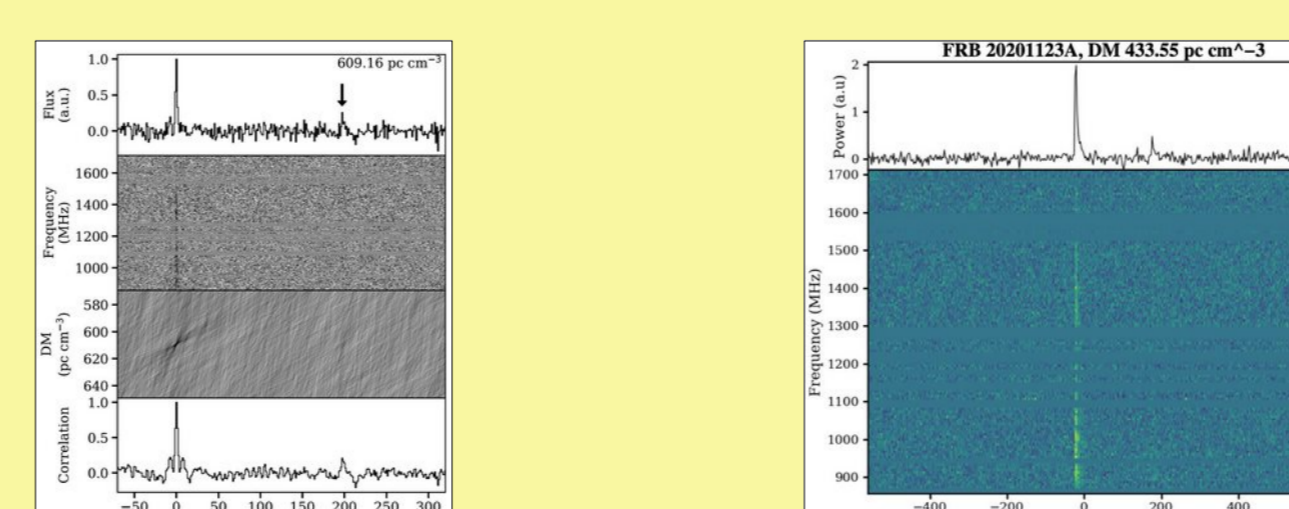 609.16 pc cm⁻³
1.0
0.5
0.0
Flux
(a.u.)
1600
1400
1200
1000
Frequency
(MHz)
580
600
620
640
DM
(pc cm⁻³)
1.0
0.5
0.0
Correlation
−50 0 50 100 150 200 250 300
FRB 20201123A, DM 433.55 pc cm^−3
2
1
0
Power (a.u)
1700
1600
1500
1400
1300
1200
1100
1000
900
Frequency (MHz)
−400 −200 0 200 400